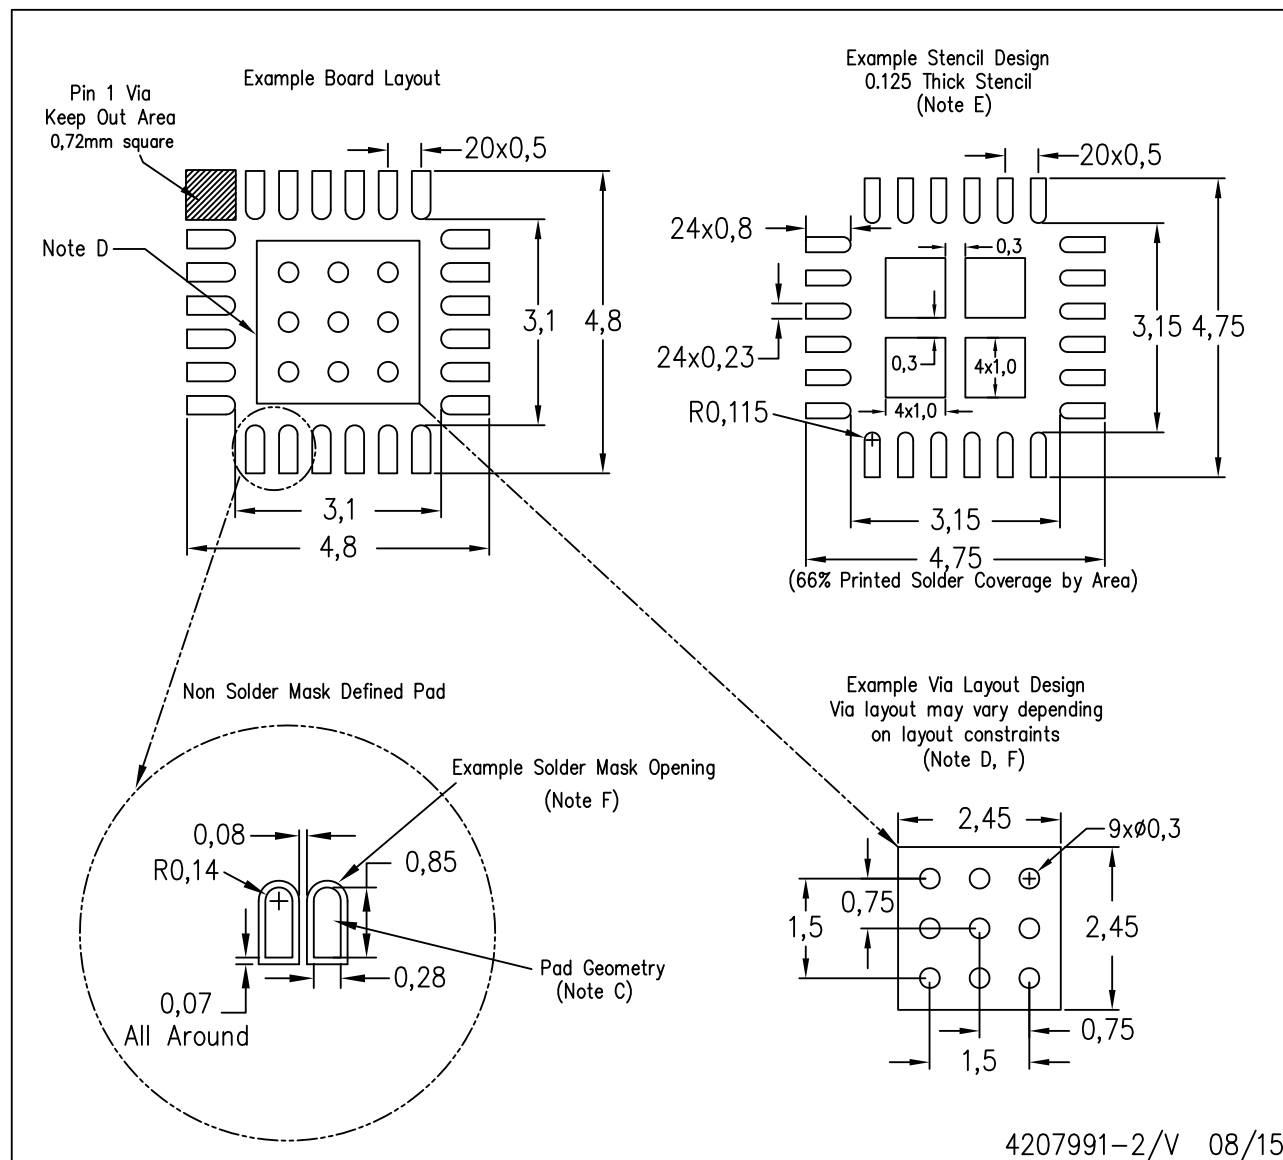 Example Board Layout
Pin 1 Via
Keep Out Area
0,72mm square
20x0,5
Note D
3,1
4,8
3,1
4,8
Example Stencil Design
0.125 Thick Stencil
(Note E)
20x0,5
24x0,8
0,3
3,15
4,75
24x0,23
0,3
4x1,0
R0,115
4x1,0
3,15
4,75
(66% Printed Solder Coverage by Area)
Non Solder Mask Defined Pad
Example Solder Mask Opening
(Note F)
0,08
R0,14
0,85
Pad Geometry
(Note C)
0,28
0,07
All Around
Example Via Layout Design
Via layout may vary depending
on layout constraints
(Note D, F)
2,45
9xø0,3
0,75
1,5
2,45
0,75
1,5
4207991-2/V 08/15